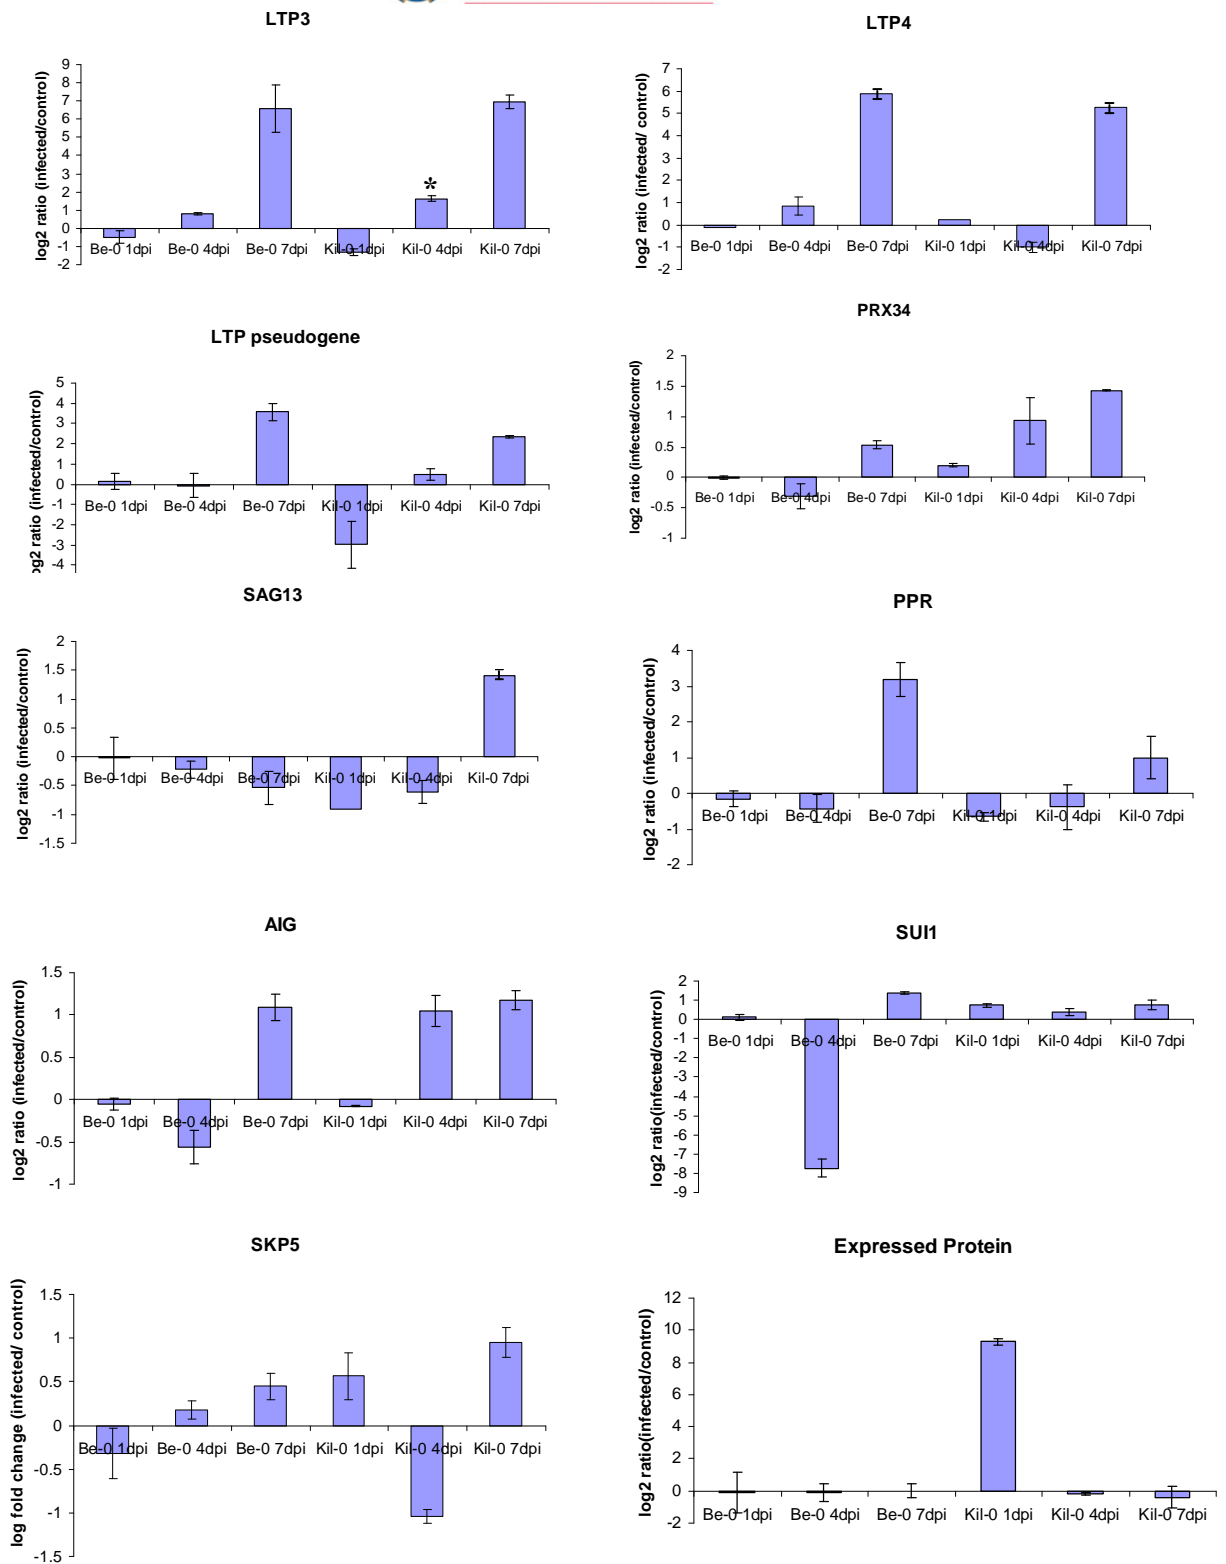 LTP3
log2 ratio (infected/control)
9
8
7
6
5
4
3
2
1
0
-1
-2
Be-0 1dpi Be-0 4dpi Be-0 7dpi Kil-0 1dpi Kil-0 4dpi Kil-0 7dpi
*
LTP4
log2 ratio (infected/ control)
7
6
5
4
3
2
1
0
-1
-2
Be-0 1dpi Be-0 4dpi Be-0 7dpi Kil-0 1dpi Kil-0 4dpi Kil-0 7dpi
LTP pseudogene
og2 ratio (infected/control)
5
4
3
2
1
0
-1
-2
-3
-4
Be-0 1dpi Be-0 4dpi Be-0 7dpi Kil-0 1dpi Kil-0 4dpi Kil-0 7dpi
PRX34
log2 ratio (infected/control)
2
1.5
1
0.5
0
-0.5
-1
Be-0 1dpi Be-0 4dpi Be-0 7dpi Kil-0 1dpi Kil-0 4dpi Kil-0 7dpi
SAG13
log2 ratio (infected/control)
2
1.5
1
0.5
0
-0.5
-1
-1.5
Be-0 1dpi Be-0 4dpi Be-0 7dpi Kil-0 1dpi Kil-0 4dpi Kil-0 7dpi
PPR
log2 ratio (infected/control)
4
3
2
1
0
-1
-2
Be-0 1dpi Be-0 4dpi Be-0 7dpi Kil-0 1dpi Kil-0 4dpi Kil-0 7dpi
AIG
log2 ratio (infected/control)
1.5
1
0.5
0
-0.5
-1
Be-0 1dpi Be-0 4dpi Be-0 7dpi Kil-0 1dpi Kil-0 4dpi Kil-0 7dpi
SUI1
log2 ratio(infected/control)
2
1
0
-1
-2
-3
-4
-5
-6
-7
-8
-9
Be-0 1dpi Be-0 4dpi Be-0 7dpi Kil-0 1dpi Kil-0 4dpi Kil-0 7dpi
SKP5
log fold change (infected/ control)
1.5
1
0.5
0
-0.5
-1
-1.5
Be-0 1dpi Be-0 4dpi Be-0 7dpi Kil-0 1dpi Kil-0 4dpi Kil-0 7dpi
Expressed Protein
log2 ratio(infected/control)
12
10
8
6
4
2
0
-2
Be-0 1dpi Be-0 4dpi Be-0 7dpi Kil-0 1dpi Kil-0 4dpi Kil-0 7dpi